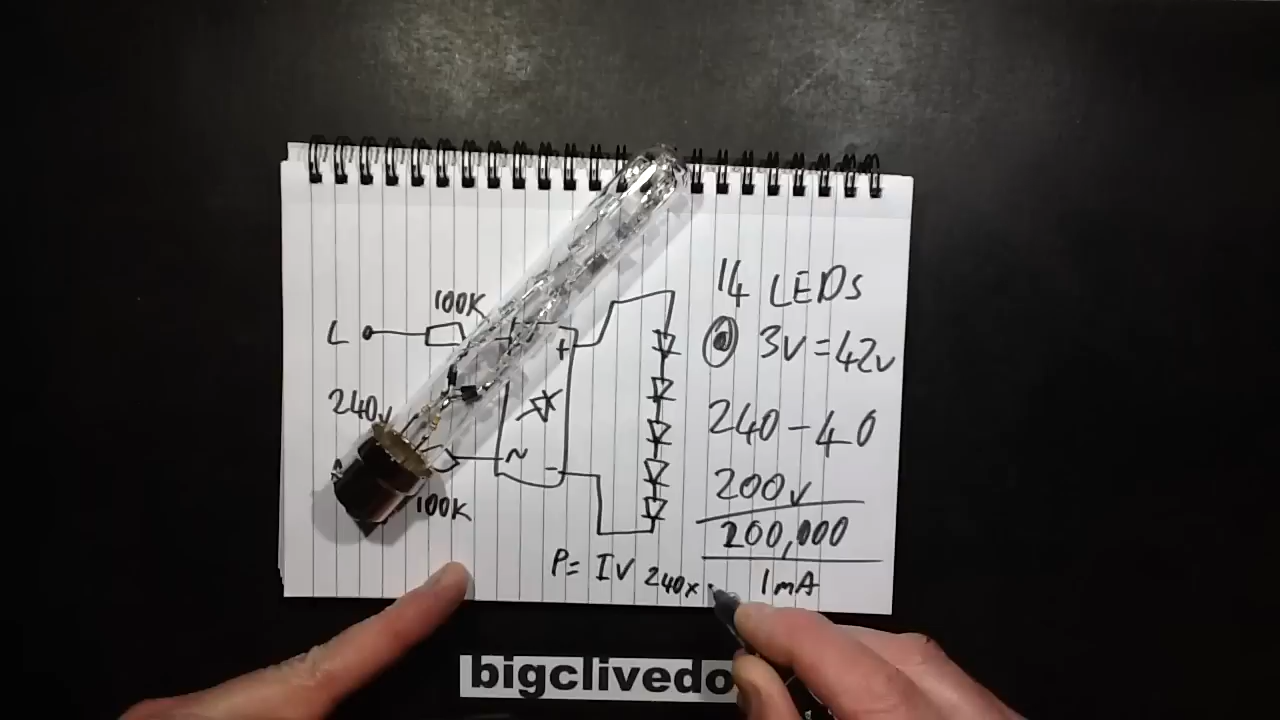 14 LEDs
@ 3V=42v
100K
L
+
240v
240-40
~
-
200v
100K
200,000
P= IV 240x
1mA
bigclivedo